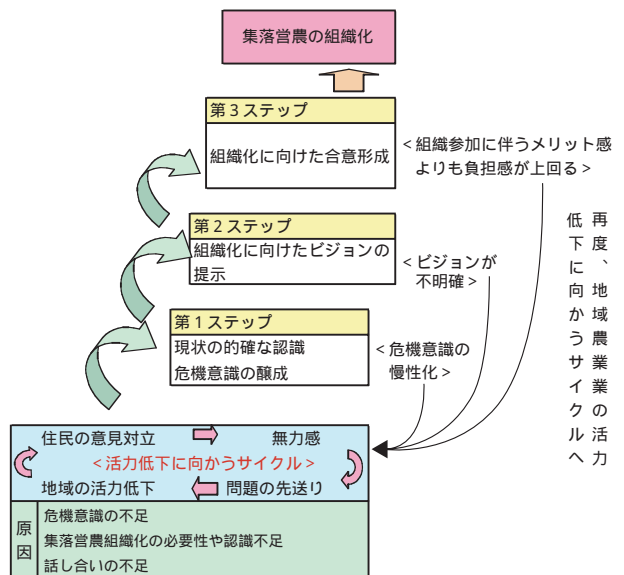 集落営農の組織化
第３ステップ
組織化に向けた合意形成
＜組織参加に伴うメリット感
よりも負担感が上回る＞
第２ステップ
組織化に向けたビジョンの
提示
＜ビジョンが
不明確＞
第１ステップ
現状の的確な認識
危機意識の醸成
＜危機意識の
慢性化＞
再度、地域農業業の活力
低下に向かうサイクルへ
住民の意見対立
無力感
＜活力低下に向かうサイクル＞
地域の活力低下
問題の先送り
原因
危機意識の不足
集落営農組織化の必要性や認識不足
話し合いの不足